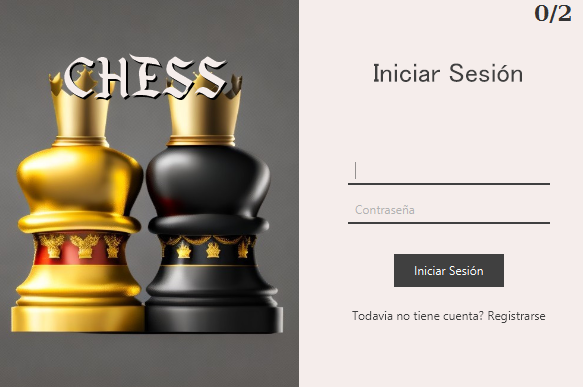 CHESS
0/2
Iniciar Sesión
Contraseña
Iniciar Sesión
Todavia no tiene cuenta? Registrarse